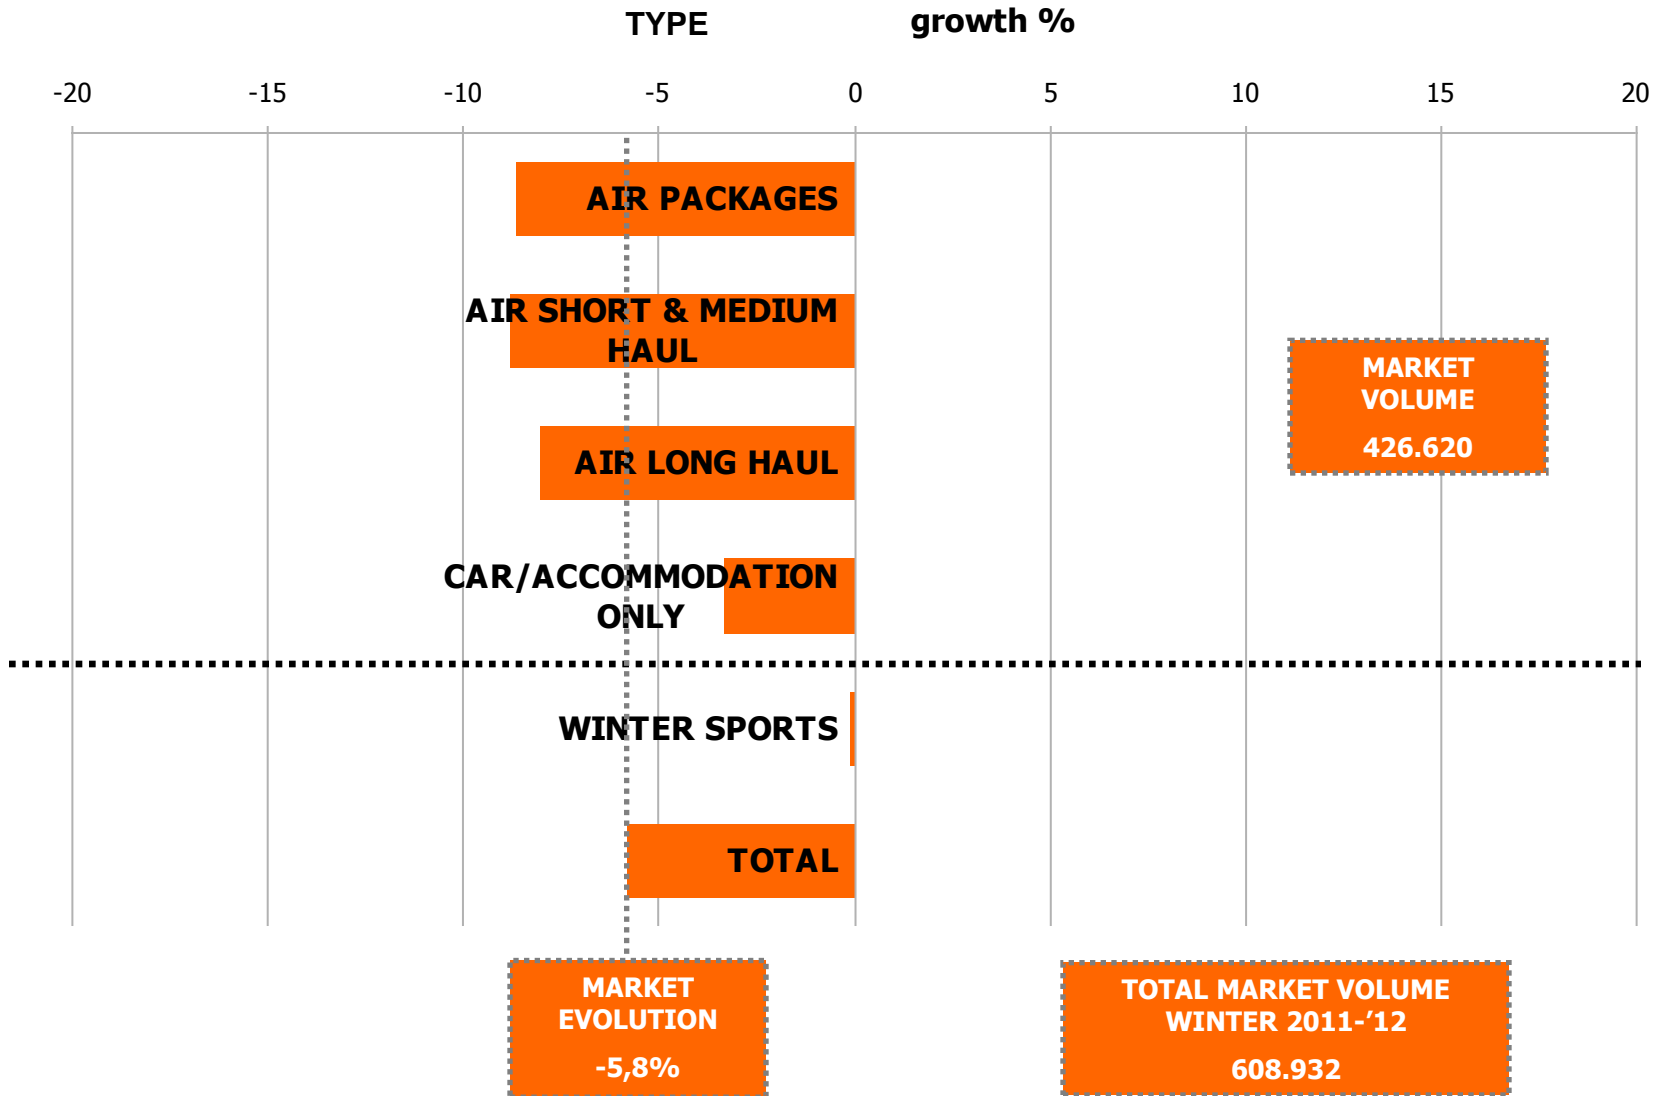 TYPE
growth %
-20 -15 -10 -5 0 5 10 15 20
AIR PACKAGES
AIR SHORT & MEDIUM
HAUL
MARKET
VOLUME
426.620
AIR LONG HAUL
CAR/ACCOMMODATION
ONLY
WINTER SPORTS
TOTAL
MARKET
EVOLUTION
-5,8%
TOTAL MARKET VOLUME
WINTER 2011-’12
608.932